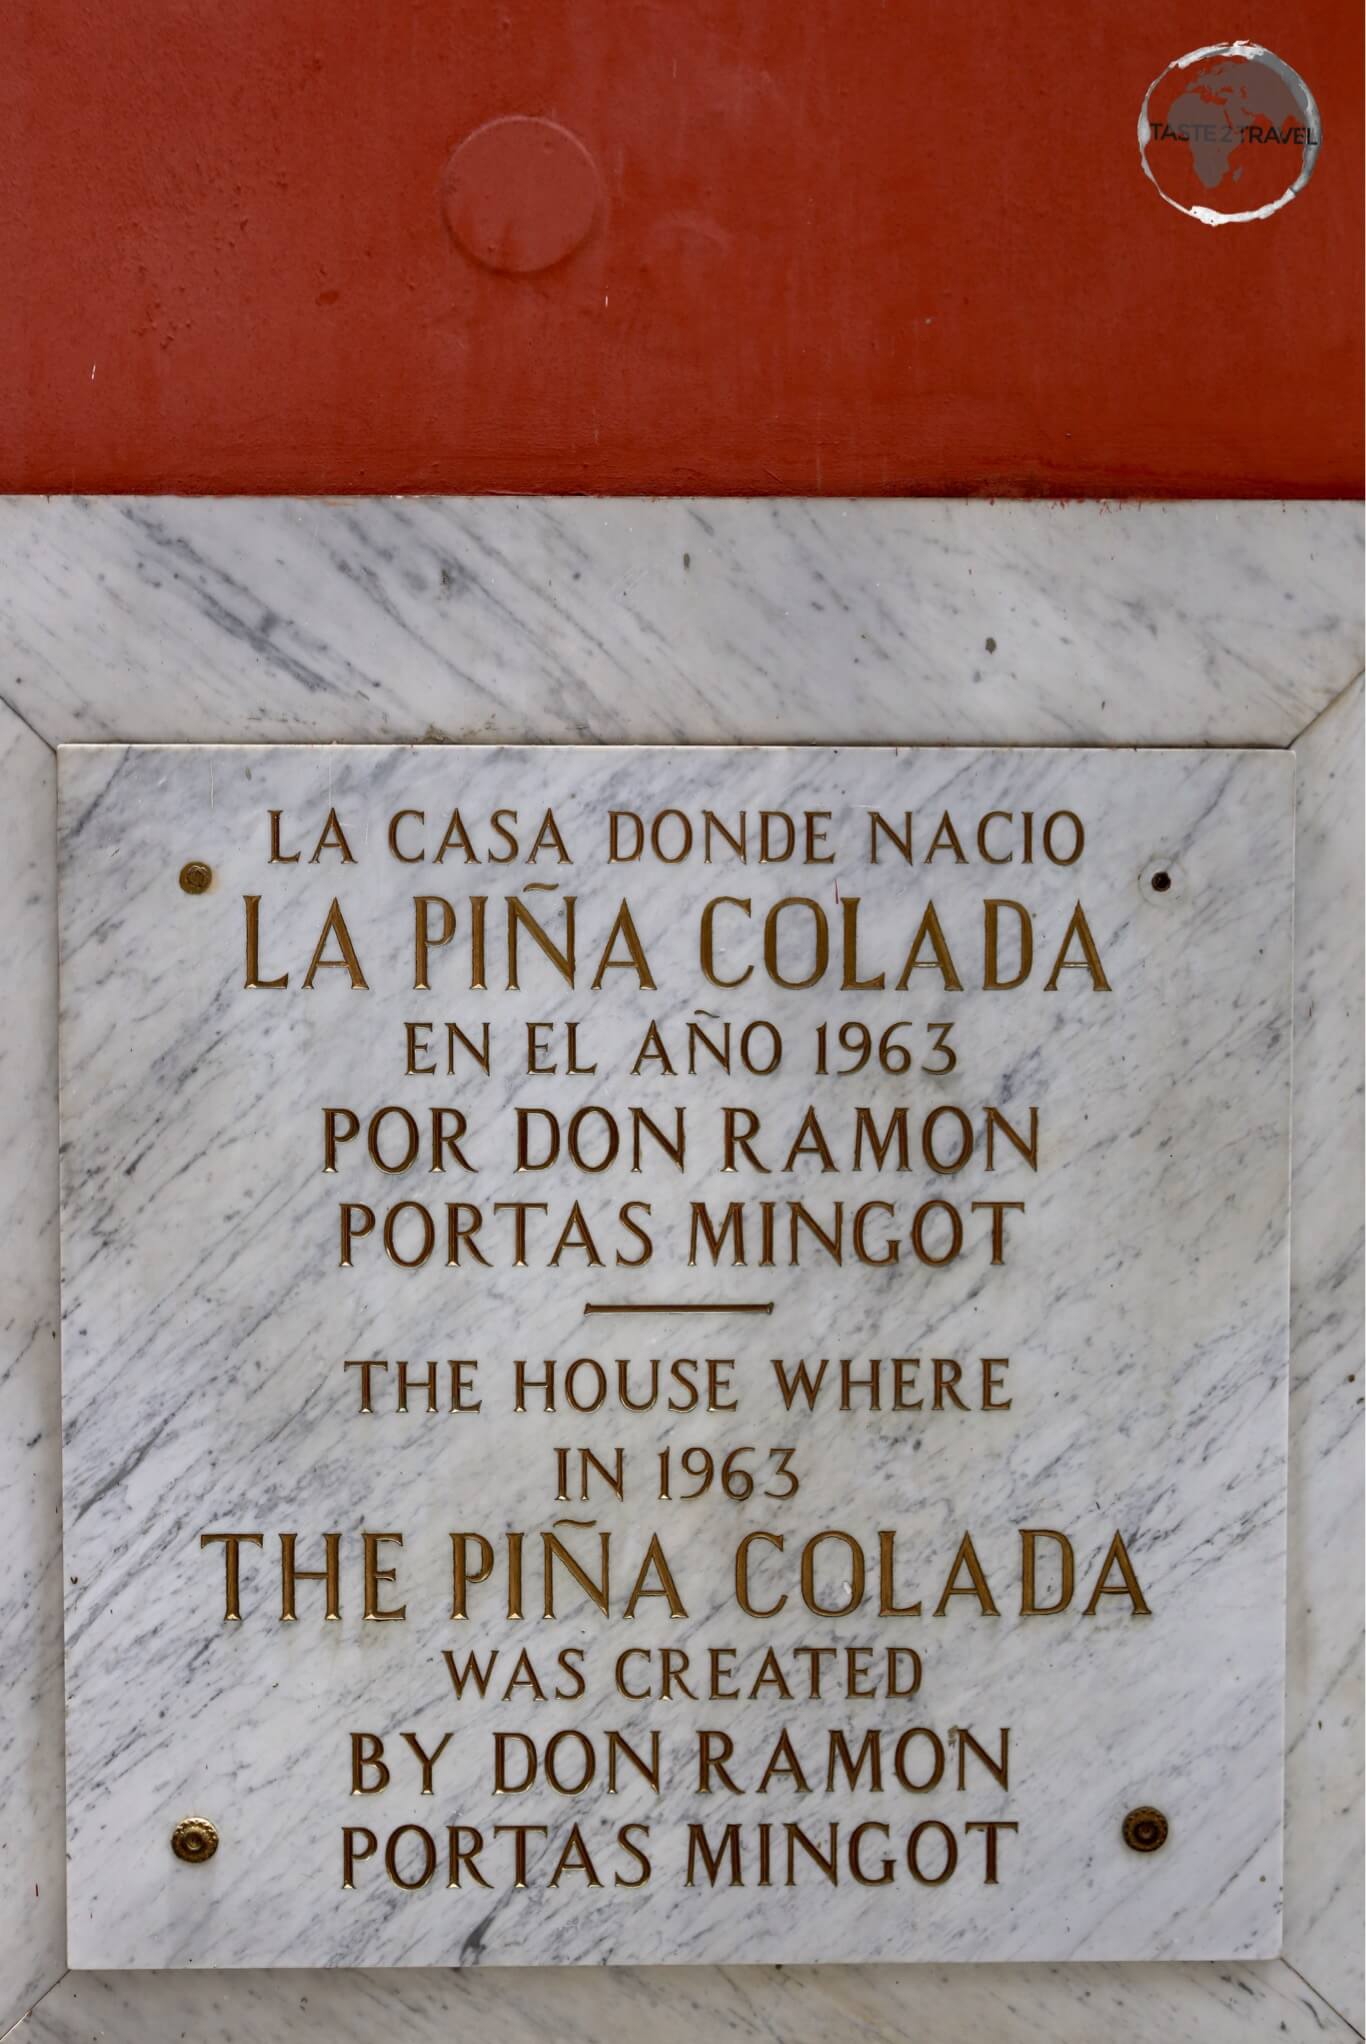 TASTE2TRAVEL
LA CASA DONDE NACIO
LA PIÑA COLADA
EN EL AÑO 1963
POR DON RAMON
PORTAS MINGOT
THE HOUSE WHERE
IN 1963
THE PIÑA COLADA
WAS CREATED
BY DON RAMON
PORTAS MINGOT